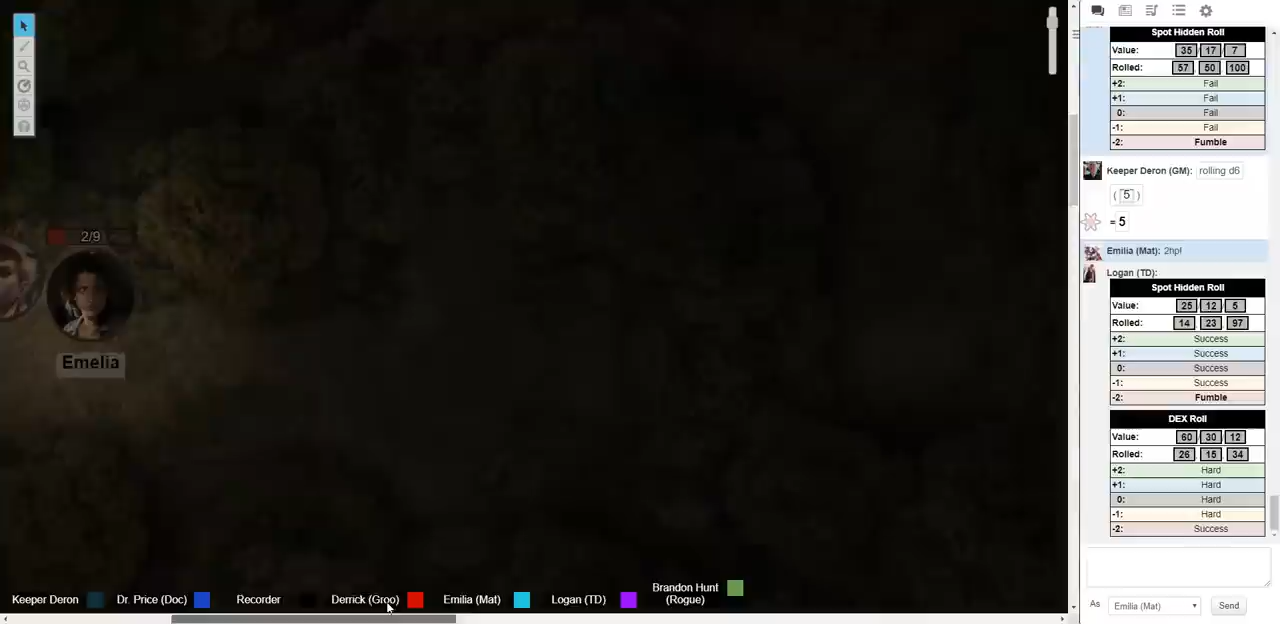 Spot Hidden Roll
Value: 35 17 7
Rolled: 57 50 100
+2: Fail
+1: Fail
0: Fail
-1: Fail
-2: Fumble
Keeper Deron (GM): rolling d6
( 5 )
= 5
Emilia (Mat): 2hp!
Logan (TD):
Spot Hidden Roll
Value: 25 12 5
Rolled: 14 23 97
+2: Success
+1: Success
0: Success
-1: Success
-2: Fumble
DEX Roll
Value: 60 30 12
Rolled: 26 15 34
+2: Hard
+1: Hard
0: Hard
-1: Hard
-2: Success
2/9
Emelia
Keeper Deron Dr. Price (Doc) Recorder Derrick (Groo) Emilia (Mat) Logan (TD) Brandon Hunt
(Rogue)
As Emilia (Mat) Send